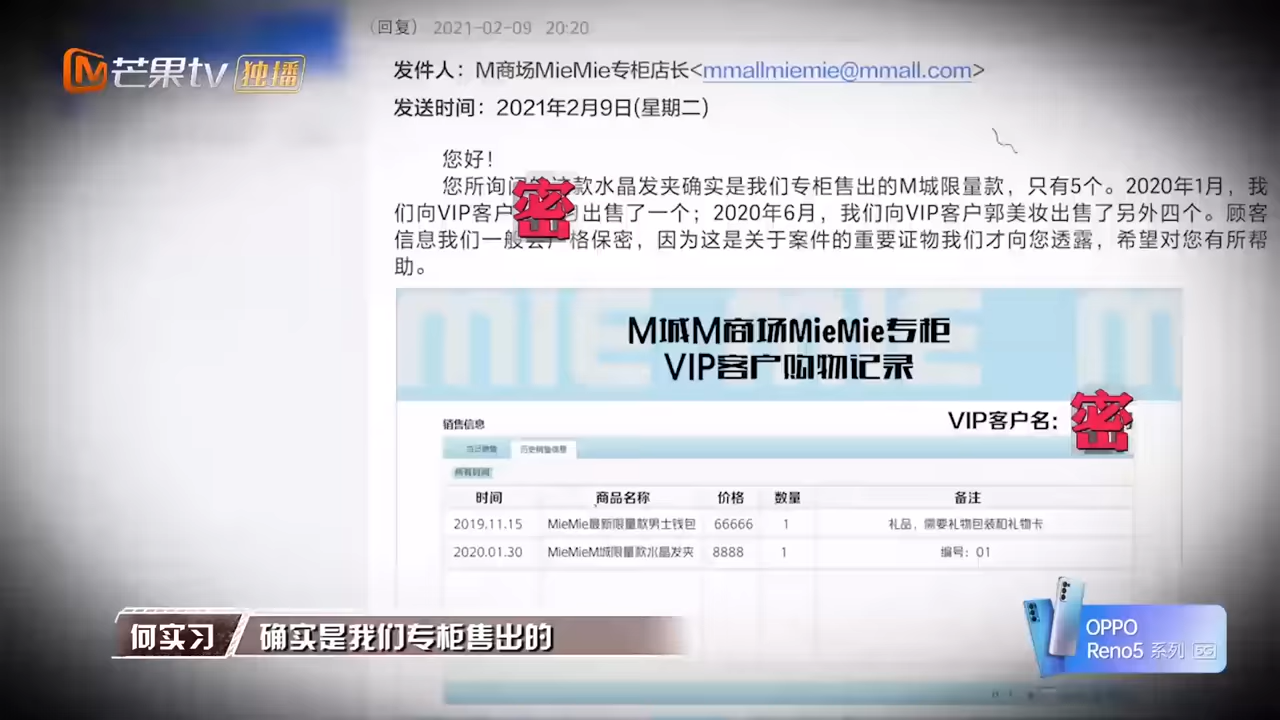 （回复） 2021-02-09 20:20
芒果tv 独播
发件人：M商场MieMie专柜店长<mmallmiemie@mmall.com>
发送时间：2021年2月9日(星期二)
您好！
您所询问 款水晶发夹确实是我们专柜售出的M城限量款，只有5个。2020年1月，我
们向VIP客户 密 出售了一个；2020年6月，我们向VIP客户郭美妆出售了另外四个。顾客
信息我们一般会严格保密，因为这是关于案件的重要证物我们才向您透露，希望对您有所帮
助。
MIE MIE M
M城M商场MieMie专柜
VIP客户购物记录
VIP客户名： 密
销售信息
历史销售信息
所有时间
时间 商品名称 价格 数量 备注
2019.11.15 MieMie最新限量款男士钱包 66666 1 礼品，需要礼物包装和礼物卡
2020.01.30 MieMieM城限量款水晶发夹 8888 1 编号：01
何实习 确实是我们专柜售出的
OPPO
Reno5 系列 5G